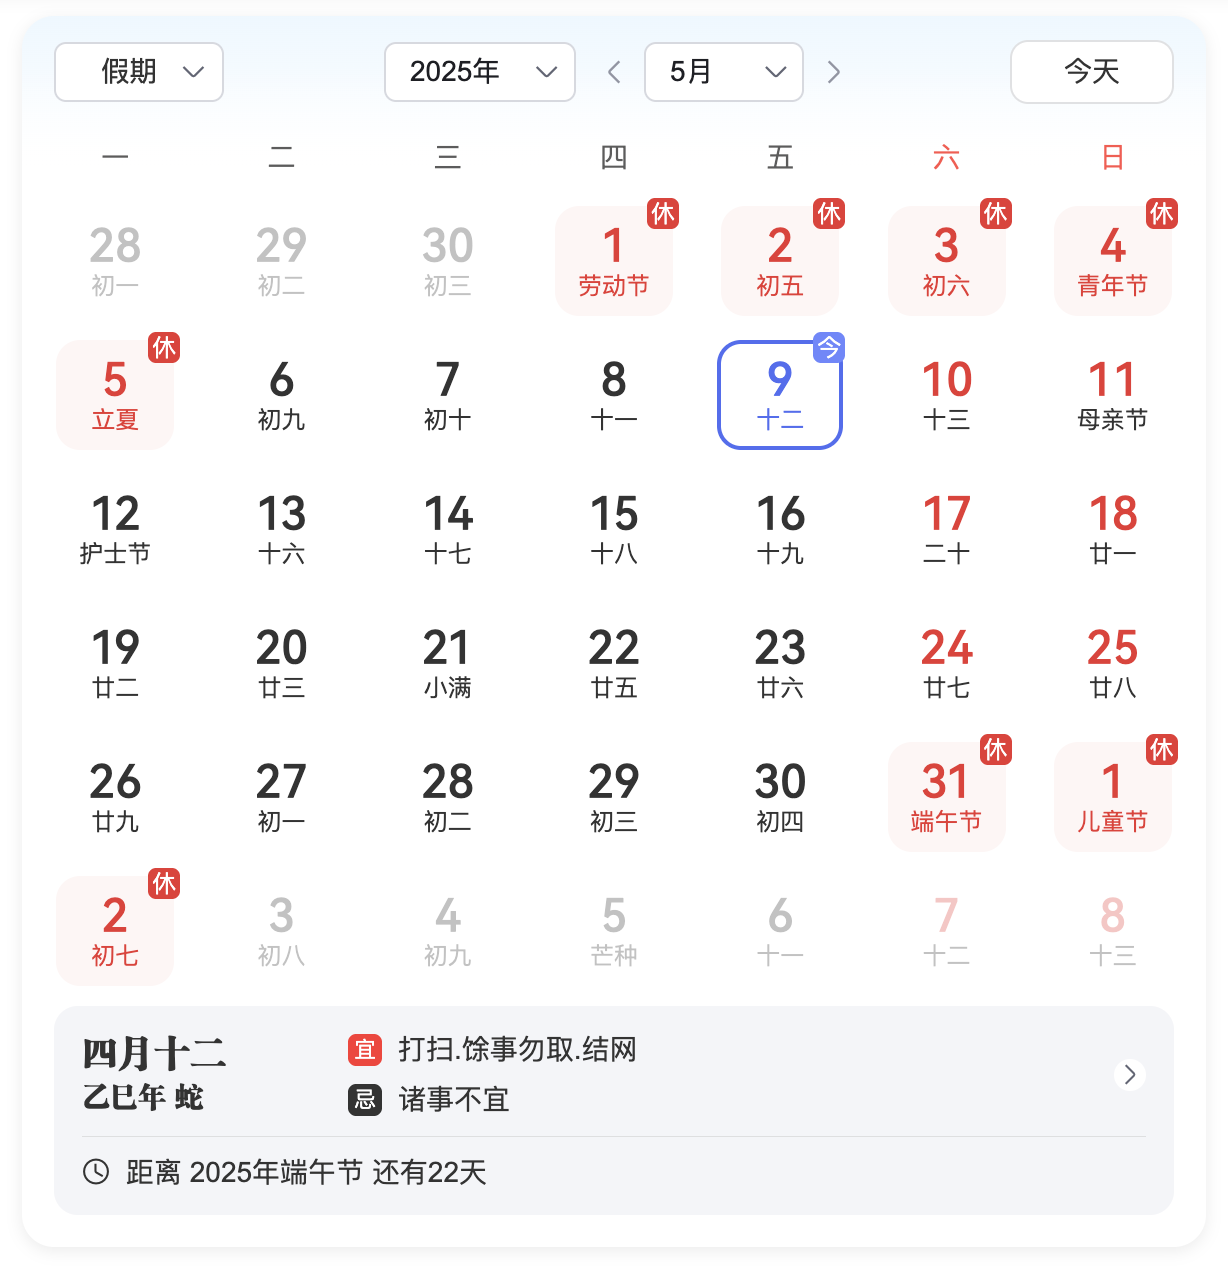 假期 2025年 5月 今天
一 二 三 四 五 六 日
休 休 休 休
28 29 30 1 2 3 4
初一 初二 初三 劳动节 初五 初六 青年节
休 今
5 6 7 8 9 10 11
立夏 初九 初十 十一 十二 十三 母亲节
12 13 14 15 16 17 18
护士节 十六 十七 十八 十九 二十 廿一
19 20 21 22 23 24 25
廿二 廿三 小满 廿五 廿六 廿七 廿八
休 休
26 27 28 29 30 31 1
廿九 初一 初二 初三 初四 端午节 儿童节
休
2 3 4 5 6 7 8
初七 初八 初九 芒种 十一 十二 十三
四月十二
乙巳年 蛇
宜 打扫.馀事勿取.结网
忌 诸事不宜
距离 2025年端午节 还有22天